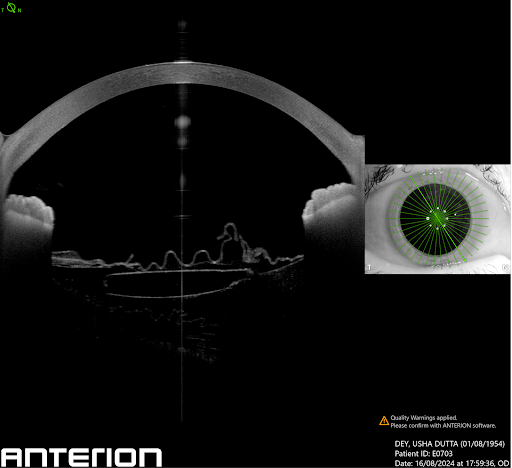 T N
T N
Quality Warnings applied.
Please confirm with ANTERION software.
DEY, USHA DUTTA (01/08/1954)
Patient ID: E0703
Date: 16/08/2024 at 17:59:36, OD
ANTERION